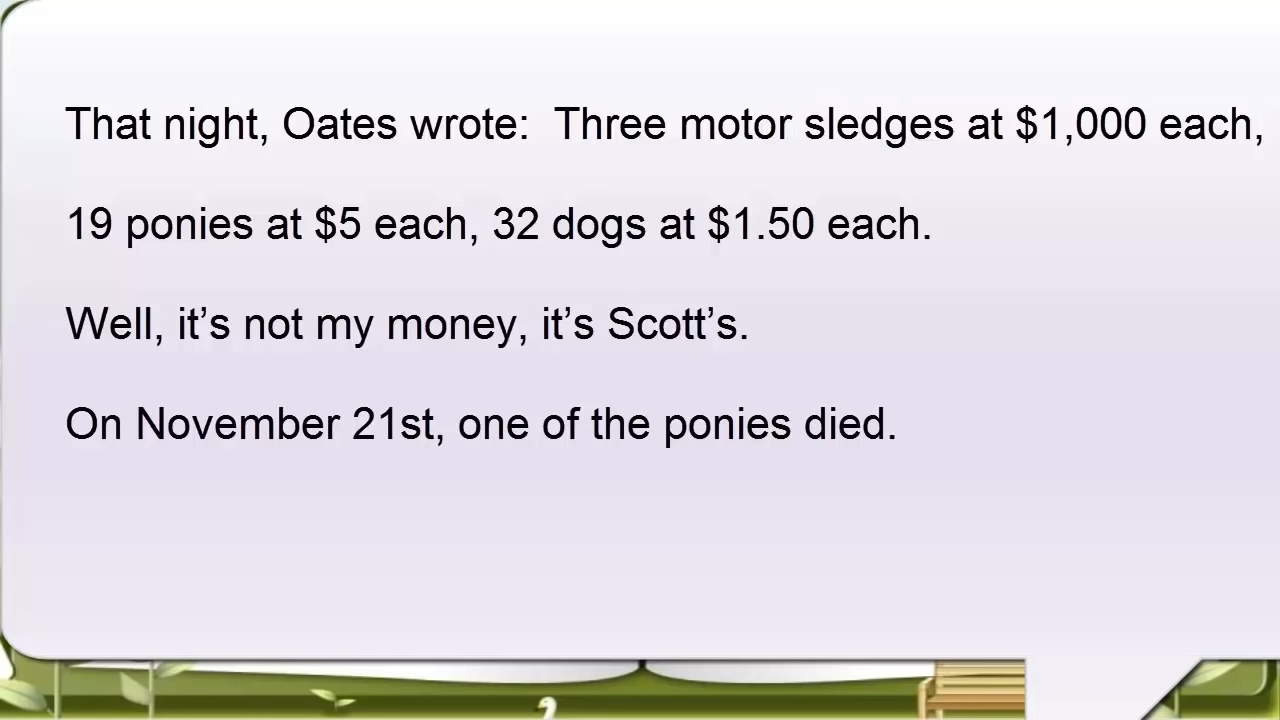 That night, Oates wrote:  Three motor sledges at $1,000 each,
19 ponies at $5 each, 32 dogs at $1.50 each.
Well, it’s not my money, it’s Scott’s.
On November 21st, one of the ponies died.